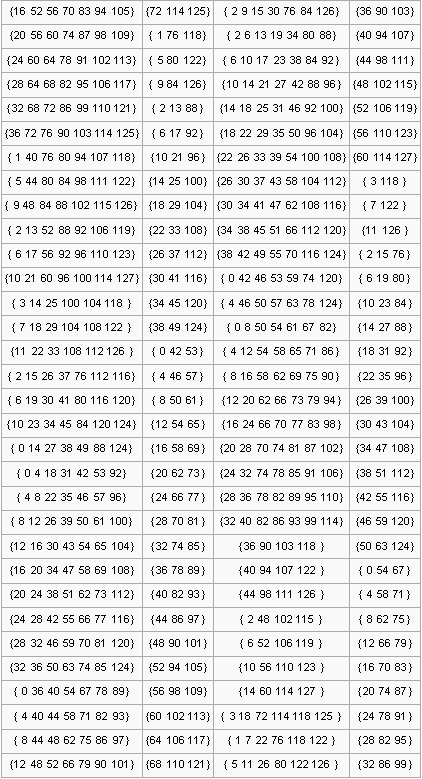 {16 52 56 70 83 94 105} {72 114 125} { 2 9 15 30 76 84 126} {36 90 103}
{20 56 60 74 87 98 109} { 1 76 118} { 2 6 13 19 34 80 88} {40 94 107}
{24 60 64 78 91 102 113} { 5 80 122} { 6 10 17 23 38 84 92} {44 98 111}
{28 64 68 82 95 106 117} { 9 84 126} {10 14 21 27 42 88 96} {48 102 115}
{32 68 72 86 99 110 121} { 2 13 88} {14 18 25 31 46 92 100} {52 106 119}
{36 72 76 90 103 114 125} { 6 17 92} {18 22 29 35 50 96 104} {56 110 123}
{ 1 40 76 80 94 107 118} {10 21 96} {22 26 33 39 54 100 108} {60 114 127}
{ 5 44 80 84 98 111 122} {14 25 100} {26 30 37 43 58 104 112} { 3 118 }
{ 9 48 84 88 102 115 126} {18 29 104} {30 34 41 47 62 108 116} { 7 122 }
{ 2 13 52 88 92 106 119} {22 33 108} {34 38 45 51 66 112 120} {11 126 }
{ 6 17 56 92 96 110 123} {26 37 112} {38 42 49 55 70 116 124} { 2 15 76}
{10 21 60 96 100 114 127} {30 41 116} { 0 42 46 53 59 74 120} { 6 19 80}
{ 3 14 25 100 104 118 } {34 45 120} { 4 46 50 57 63 78 124} {10 23 84}
{ 7 18 29 104 108 122 } {38 49 124} { 0 8 50 54 61 67 82} {14 27 88}
{11 22 33 108 112 126 } { 0 42 53} { 4 12 54 58 65 71 86} {18 31 92}
{ 2 15 26 37 76 112 116} { 4 46 57} { 8 16 58 62 69 75 90} {22 35 96}
{ 6 19 30 41 80 116 120} { 8 50 61} {12 20 62 66 73 79 94} {26 39 100}
{10 23 34 45 84 120 124} {12 54 65} {16 24 66 70 77 83 98} {30 43 104}
{ 0 14 27 38 49 88 124} {16 58 69} {20 28 70 74 81 87 102} {34 47 108}
{ 0 4 18 31 42 53 92} {20 62 73} {24 32 74 78 85 91 106} {38 51 112}
{ 4 8 22 35 46 57 96} {24 66 77} {28 36 78 82 89 95 110} {42 55 116}
{ 8 12 26 39 50 61 100} {28 70 81} {32 40 82 86 93 99 114} {46 59 120}
{12 16 30 43 54 65 104} {32 74 85} {36 90 103 118 } {50 63 124}
{16 20 34 47 58 69 108} {36 78 89} {40 94 107 122 } { 0 54 67}
{20 24 38 51 62 73 112} {40 82 93} {44 98 111 126 } { 4 58 71}
{24 28 42 55 66 77 116} {44 86 97} { 2 48 102 115} { 8 62 75}
{28 32 46 59 70 81 120} {48 90 101} { 6 52 106 119} {12 66 79}
{32 36 50 63 74 85 124} {52 94 105} {10 56 110 123} {16 70 83}
{ 0 36 40 54 67 78 89} {56 98 109} {14 60 114 127} {20 74 87}
{ 4 40 44 58 71 82 93} {60 102 113} { 3 18 72 114 118 125 } {24 78 91}
{ 8 44 48 62 75 86 97} {64 106 117} { 1 7 22 76 118 122 } {28 82 95}
{12 48 52 66 79 90 101} {68 110 121} { 5 11 26 80 122 126 } {32 86 99}